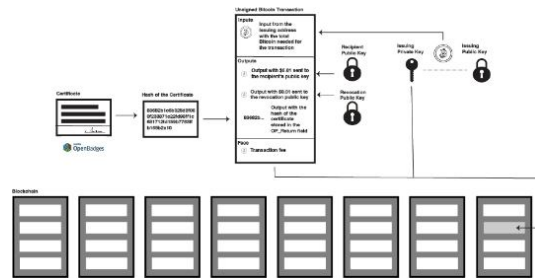 Unsigned Bitcoin Transaction
Inputs
Input from the
issuing address
with the total
Bitcoin needed for
the transaction
Outputs
Output with $0.01 sent to
the recipient's public key
Output with $0.01 sent to
the revocation public key
Output with the
hash of the
certificate
stored in the
OP_Return field
Fees
Transaction fee
Recipient
Public Key
Revocation
Public Key
Issuing
Private Key
Issuing
Public Key
Certificate
OpenBadges
Hash of the Certificate
Blockchain